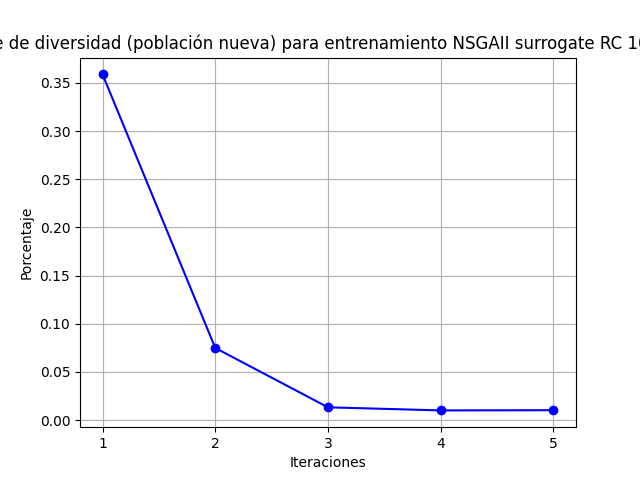 e de diversidad (población nueva) para entrenamiento NSGAII surrogate RC 10
0.35
0.30
0.25
0.20
0.15
0.10
0.05
0.00
Porcentaje
1 2 3 4 5
Iteraciones